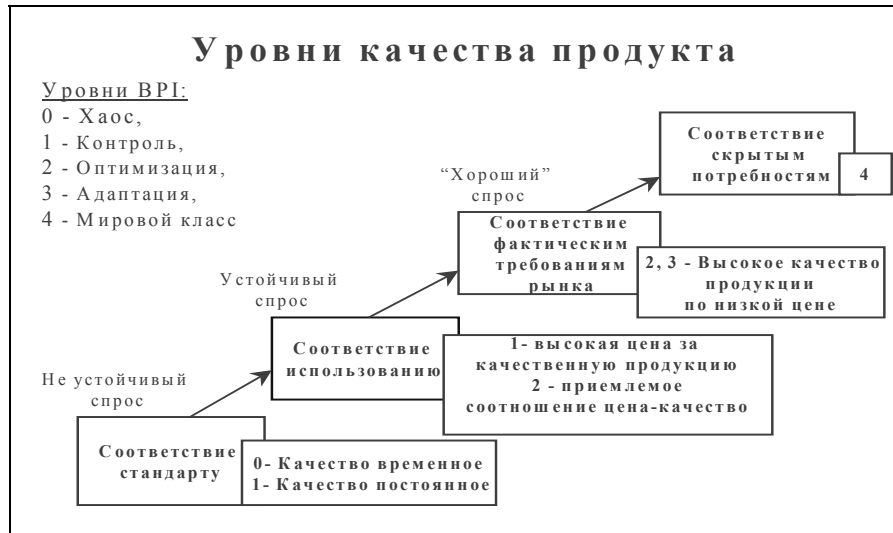 Уровни качества продукта
Уровни BPI:
0 - Хаос,
1 - Контроль,
2 - Оптимизация,
3 - Адаптация,
4 - Мировой класс
Соответствие
скрытым
потребностям
4
“Хороший”
спрос
Соответствие
фактическим
требованиям
рынка
2, 3 - Высокое качество
продукции
по низкой цене
Устойчивый
спрос
Соответствие
использованию
1- высокая цена за
качественную продукцию
2 - приемлемое
соотношение цена-качество
Не устойчивый
спрос
Соответствие
стандарту
0- Качество временное
1- Качество постоянное